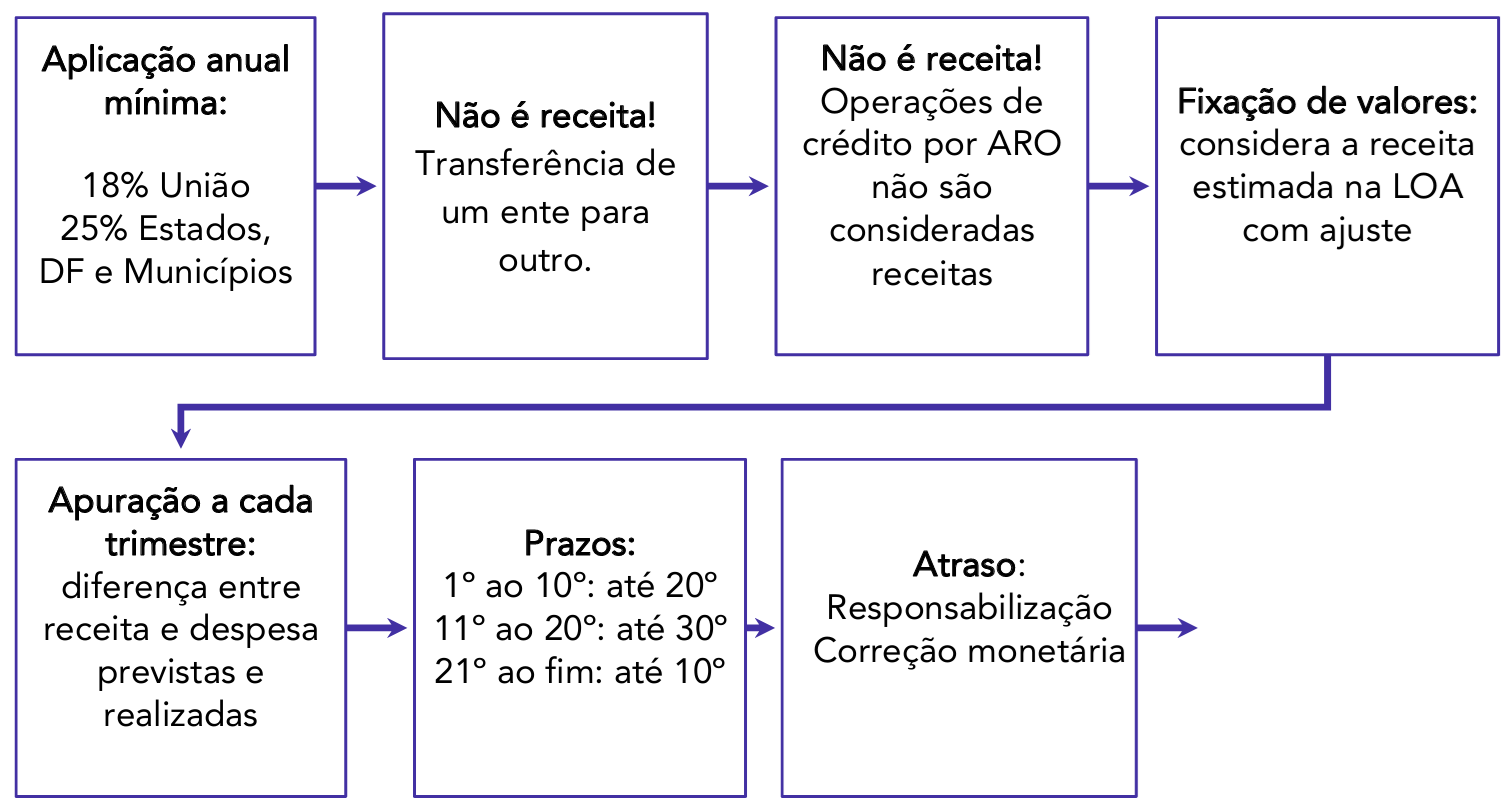 Aplicação anual
mínima:
18% União
25% Estados,
DF e Municípios
Não é receita!
Transferência de
um ente para
outro.
Não é receita!
Operações de
crédito por ARO
não são
consideradas
receitas
Fixação de valores:
considera a receita
estimada na LOA
com ajuste
Apuração a cada
trimestre:
diferença entre
receita e despesa
previstas e
realizadas
Prazos:
1º ao 10º: até 20º
11º ao 20º: até 30º
21º ao fim: até 10º
Atraso:
Responsabilização
Correção monetária